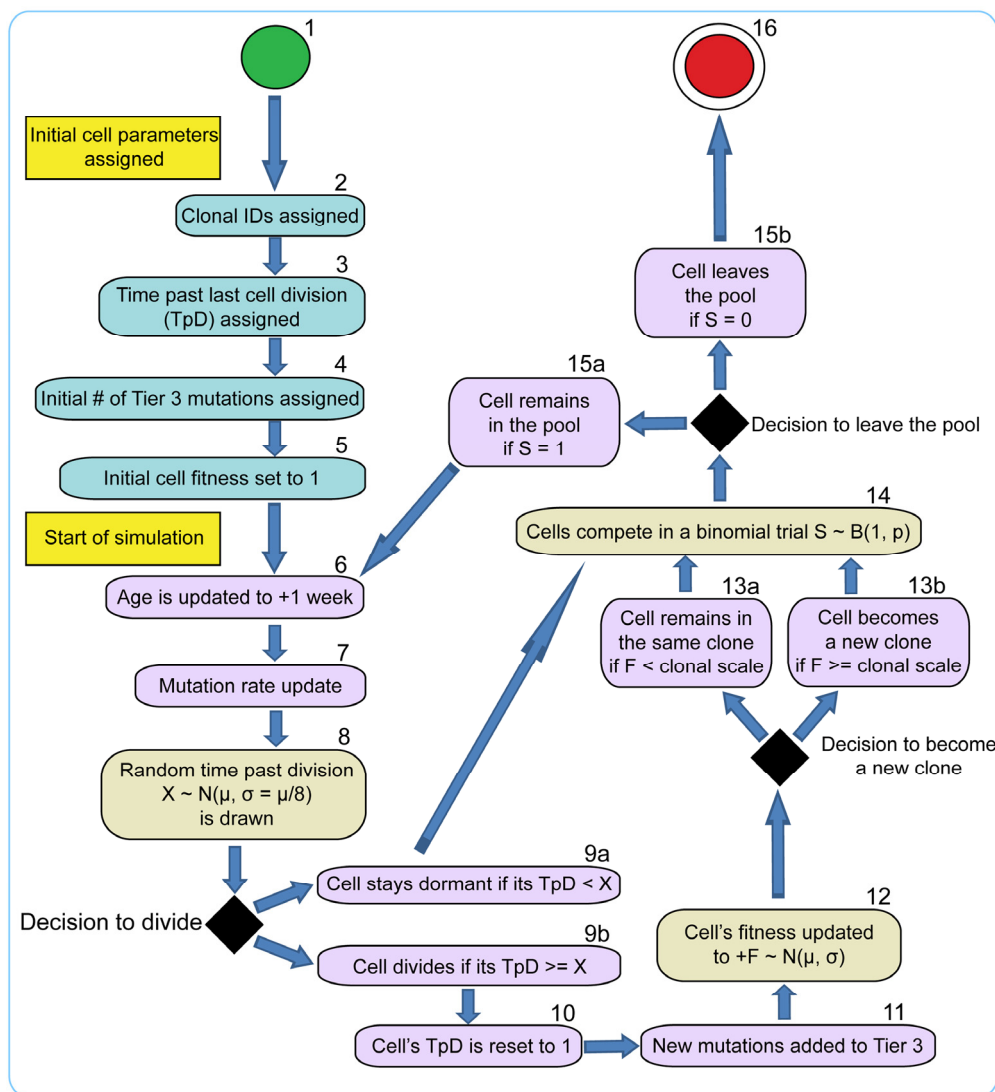 1
Initial cell parameters
assigned
2
Clonal IDs assigned
3
Time past last cell division
(TpD) assigned
4
Initial # of Tier 3 mutations assigned
5
Initial cell fitness set to 1
Start of simulation
6
Age is updated to +1 week
7
Mutation rate update
8
Random time past division
X ~ N(μ, σ = μ/8)
is drawn
Decision to divide
9a
Cell stays dormant if its TpD < X
9b
Cell divides if its TpD >= X
10
Cell's TpD is reset to 1
11
New mutations added to Tier 3
12
Cell's fitness updated
to +F ~ N(μ, σ)
Decision to become
a new clone
13a
Cell remains in
the same clone
if F < clonal scale
13b
Cell becomes
a new clone
if F >= clonal scale
14
Cells compete in a binomial trial S ~ B(1, p)
Decision to leave the pool
15a
Cell remains
in the pool
if S = 1
15b
Cell leaves
the pool
if S = 0
16